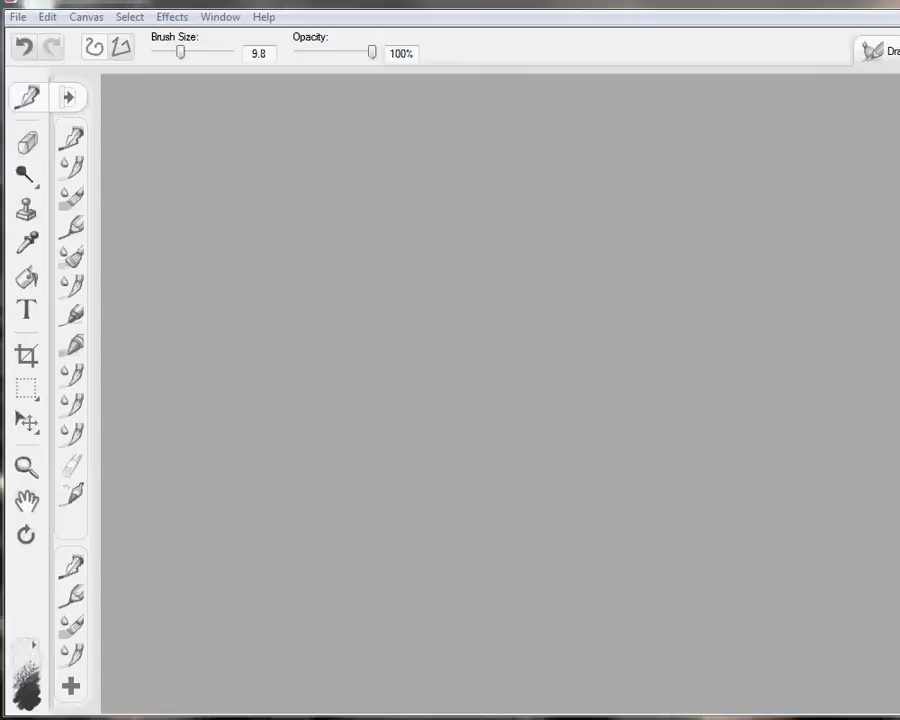 File Edit Canvas Select Effects Window Help
Brush Size: 9.8 Opacity: 100% Dra
T